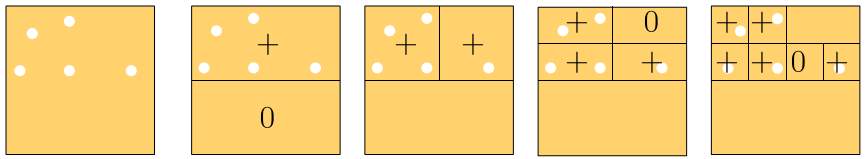 + 0 + +
+ + + +
+ + + + 0 +
0